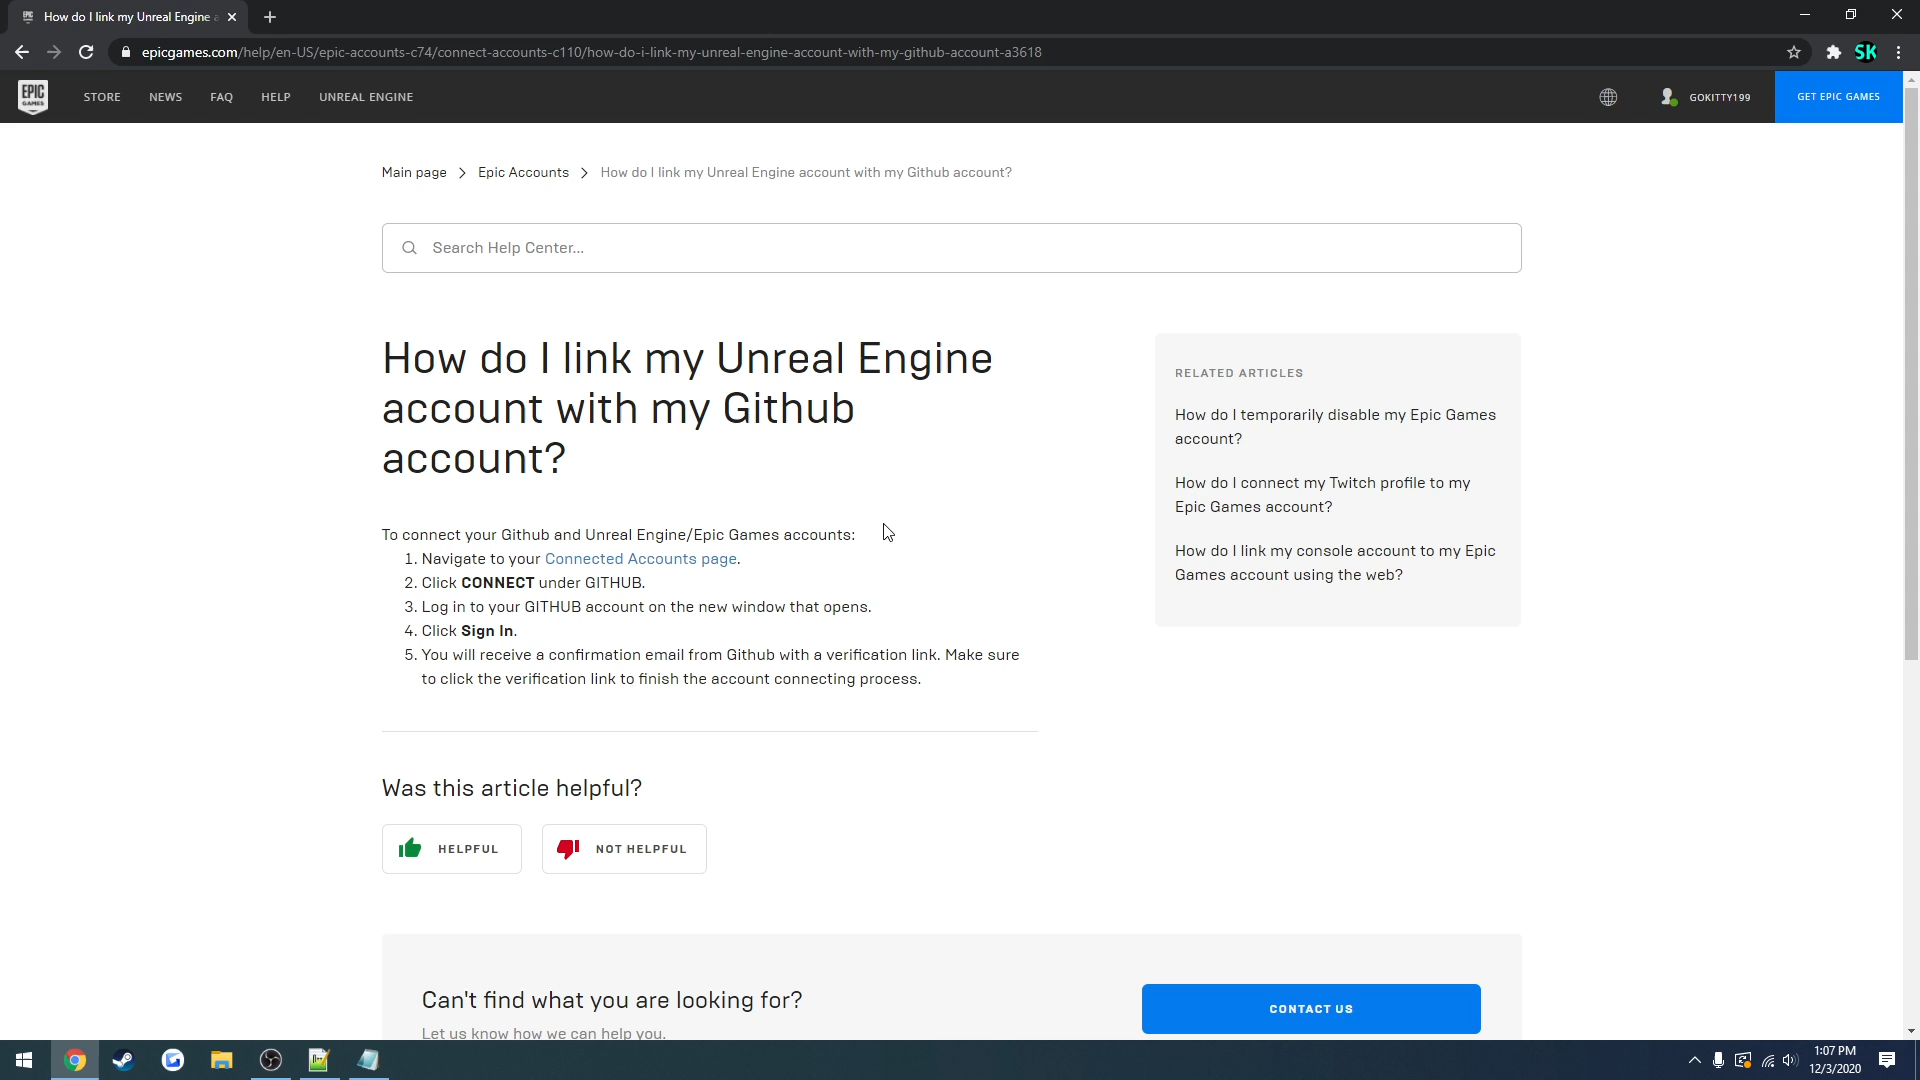 How do I link my Unreal Engine a
epicgames.com/help/en-US/epic-accounts-c74/connect-accounts-c110/how-do-i-link-my-unreal-engine-account-with-my-github-account-a3618
SK
EPIC
GAMES
STORE
NEWS
FAQ
HELP
UNREAL ENGINE
GOKITTY199
GET EPIC GAMES
Main page
Epic Accounts
How do I link my Unreal Engine account with my Github account?
Search Help Center...
How do I link my Unreal Engine
account with my Github
account?
To connect your Github and Unreal Engine/Epic Games accounts:
1. Navigate to your Connected Accounts page.
2. Click CONNECT under GITHUB.
3. Log in to your GITHUB account on the new window that opens.
4. Click Sign In.
5. You will receive a confirmation email from Github with a verification link. Make sure
to click the verification link to finish the account connecting process.
RELATED ARTICLES
How do I temporarily disable my Epic Games
account?
How do I connect my Twitch profile to my
Epic Games account?
How do I link my console account to my Epic
Games account using the web?
Was this article helpful?
HELPFUL
NOT HELPFUL
Can't find what you are looking for?
Let us know how we can help you.
CONTACT US
1:07 PM
12/3/2020